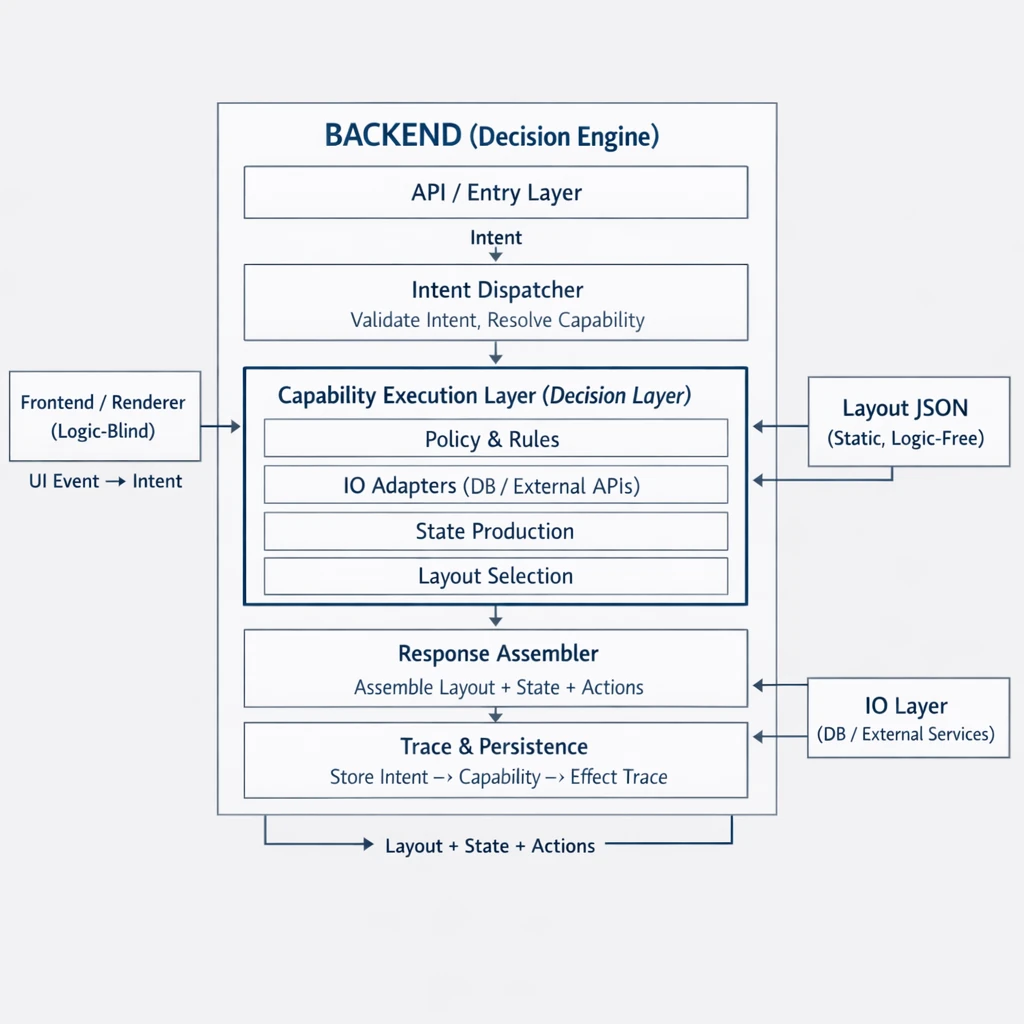 BACKEND (Decision Engine)
API / Entry Layer
Intent
Intent Dispatcher
Validate Intent, Resolve Capability
Frontend / Renderer
(Logic-Blind)
UI Event → Intent
Capability Execution Layer (Decision Layer)
Policy & Rules
IO Adapters (DB / External APIs)
State Production
Layout Selection
Layout JSON
(Static, Logic-Free)
Response Assembler
Assemble Layout + State + Actions
Trace & Persistence
Store Intent –› Capability –› Effect Trace
IO Layer
(DB / External Services)
Layout + State + Actions